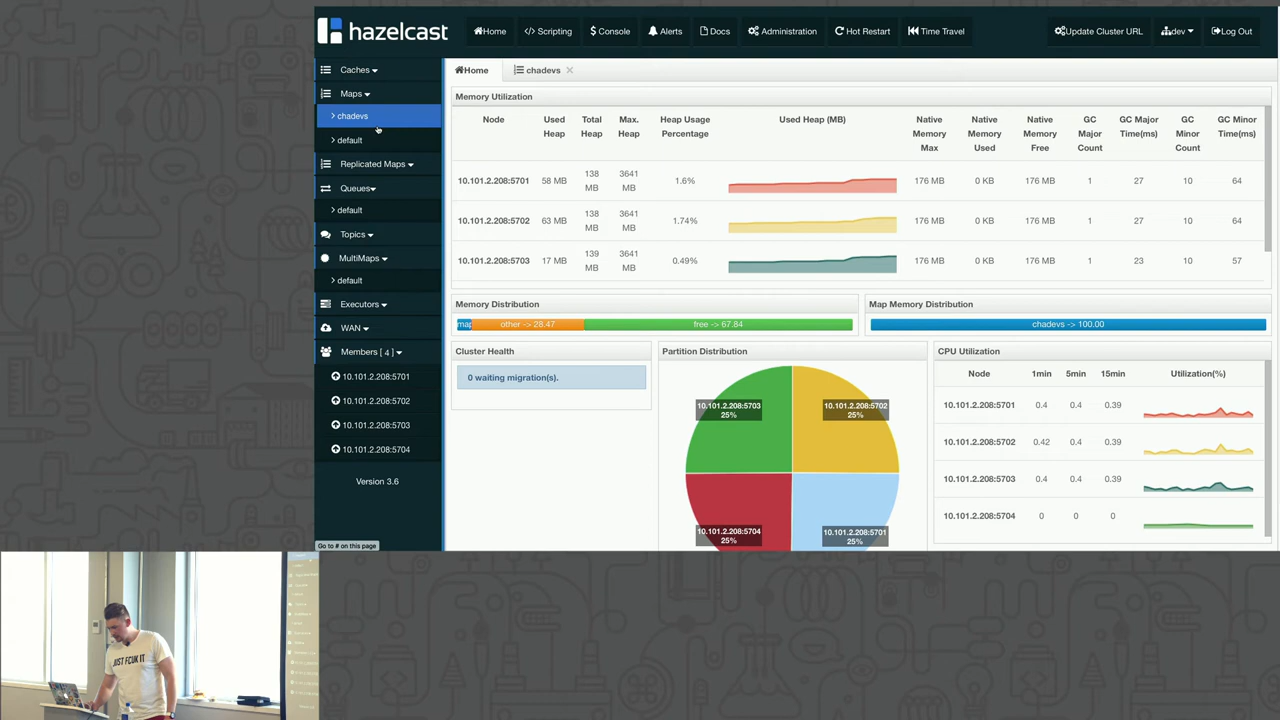 hazelcast
Home
Scripting
Console
Alerts
Docs
Administration
Hot Restart
Time Travel
Update Cluster URL
dev
Log Out
Caches
Maps
chadevs
default
Replicated Maps
Queues
default
Topics
MultiMaps
default
Executors
WAN
Members [ 4 ]
10.101.2.208:5701
10.101.2.208:5702
10.101.2.208:5703
10.101.2.208:5704
Version 3.6
Go to # on this page
Home
chadevs
Memory Utilization
Node Used Heap Total Heap Max. Heap Heap Usage Percentage Used Heap (MB) Native Memory Max Native Memory Used Native Memory Free GC Major Count GC Major Time(ms) GC Minor Count GC Minor Time(ms)
10.101.2.208:5701 58 MB 138 MB 3641 MB 1.6% 176 MB 0 KB 176 MB 1 27 10 64
10.101.2.208:5702 63 MB 138 MB 3641 MB 1.74% 176 MB 0 KB 176 MB 1 27 10 64
10.101.2.208:5703 17 MB 139 MB 3641 MB 0.49% 176 MB 0 KB 176 MB 1 23 10 57
Memory Distribution
map other -> 28.47 free -> 67.84
Map Memory Distribution
chadevs -> 100.00
Cluster Health
0 waiting migration(s).
Partition Distribution
10.101.2.208:5703
25%
10.101.2.208:5702
25%
10.101.2.208:5704
25%
10.101.2.208:5701
25%
CPU Utilization
Node 1min 5min 15min Utilization(%)
10.101.2.208:5701 0.4 0.4 0.39
10.101.2.208:5702 0.42 0.4 0.39
10.101.2.208:5703 0.4 0.4 0.39
10.101.2.208:5704 0 0 0
JUST FCUK IT